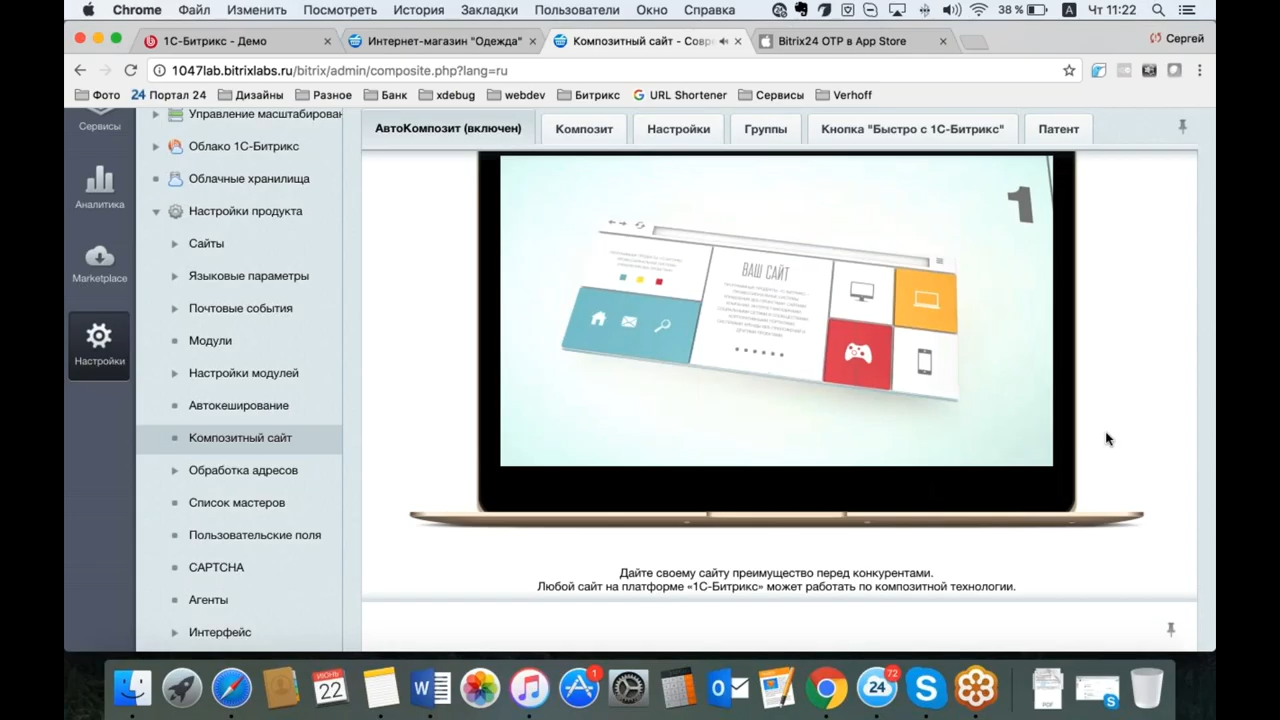 Chrome Файл Изменить Посмотреть История Закладки Пользователи Окно Справка 38 % A Чт 11:22
1С-Битрикс - Демо
Интернет-магазин "Одежда"
Композитный сайт - Совр
Bitrix24 OTP в App Store
Сергей
1047lab.bitrixlabs.ru/bitrix/admin/composite.php?lang=ru
Фото 24 Портал 24 Дизайны Разное Банк xdebug webdev Битрикс URL Shortener Сервисы Verhoff
Сервисы
Аналитика
Marketplace
Настройки
Управление масштабирован
Облако 1С-Битрикс
Облачные хранилища
Настройки продукта
Сайты
Языковые параметры
Почтовые события
Модули
Настройки модулей
Автокеширование
Композитный сайт
Обработка адресов
Список мастеров
Пользовательские поля
CAPTCHA
Агенты
Интерфейс
АвтоКомпозит (включен) Композит Настройки Группы Кнопка "Быстро с 1С-Битрикс" Патент
1
ВАШ САЙТ
Дайте своему сайту преимущество перед конкурентами.
Любой сайт на платформе «1С-Битрикс» может работать по композитной технологии.
ИЮНЬ
22
W
1
O
24
72
S
PDF
S